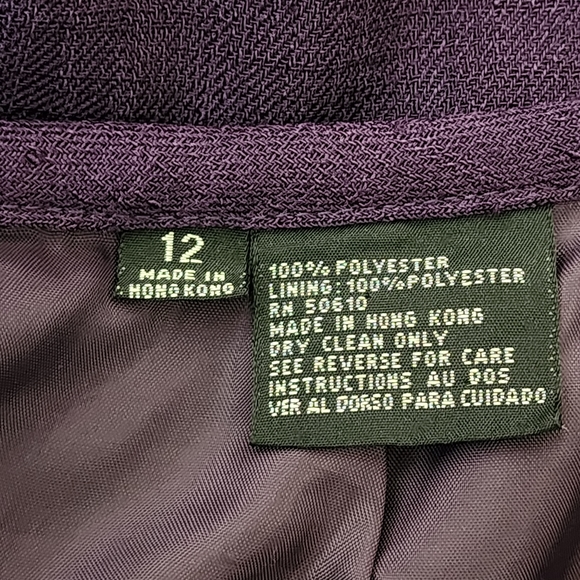 12
MADE IN
HONG KONG
100% POLYESTER
LINING: 100% POLYESTER
RN 50610
MADE IN HONG KONG
DRY CLEAN ONLY
SEE REVERSE FOR CARE
INSTRUCTIONS AU DOS
VER AL DORSO PARA CUIDADO